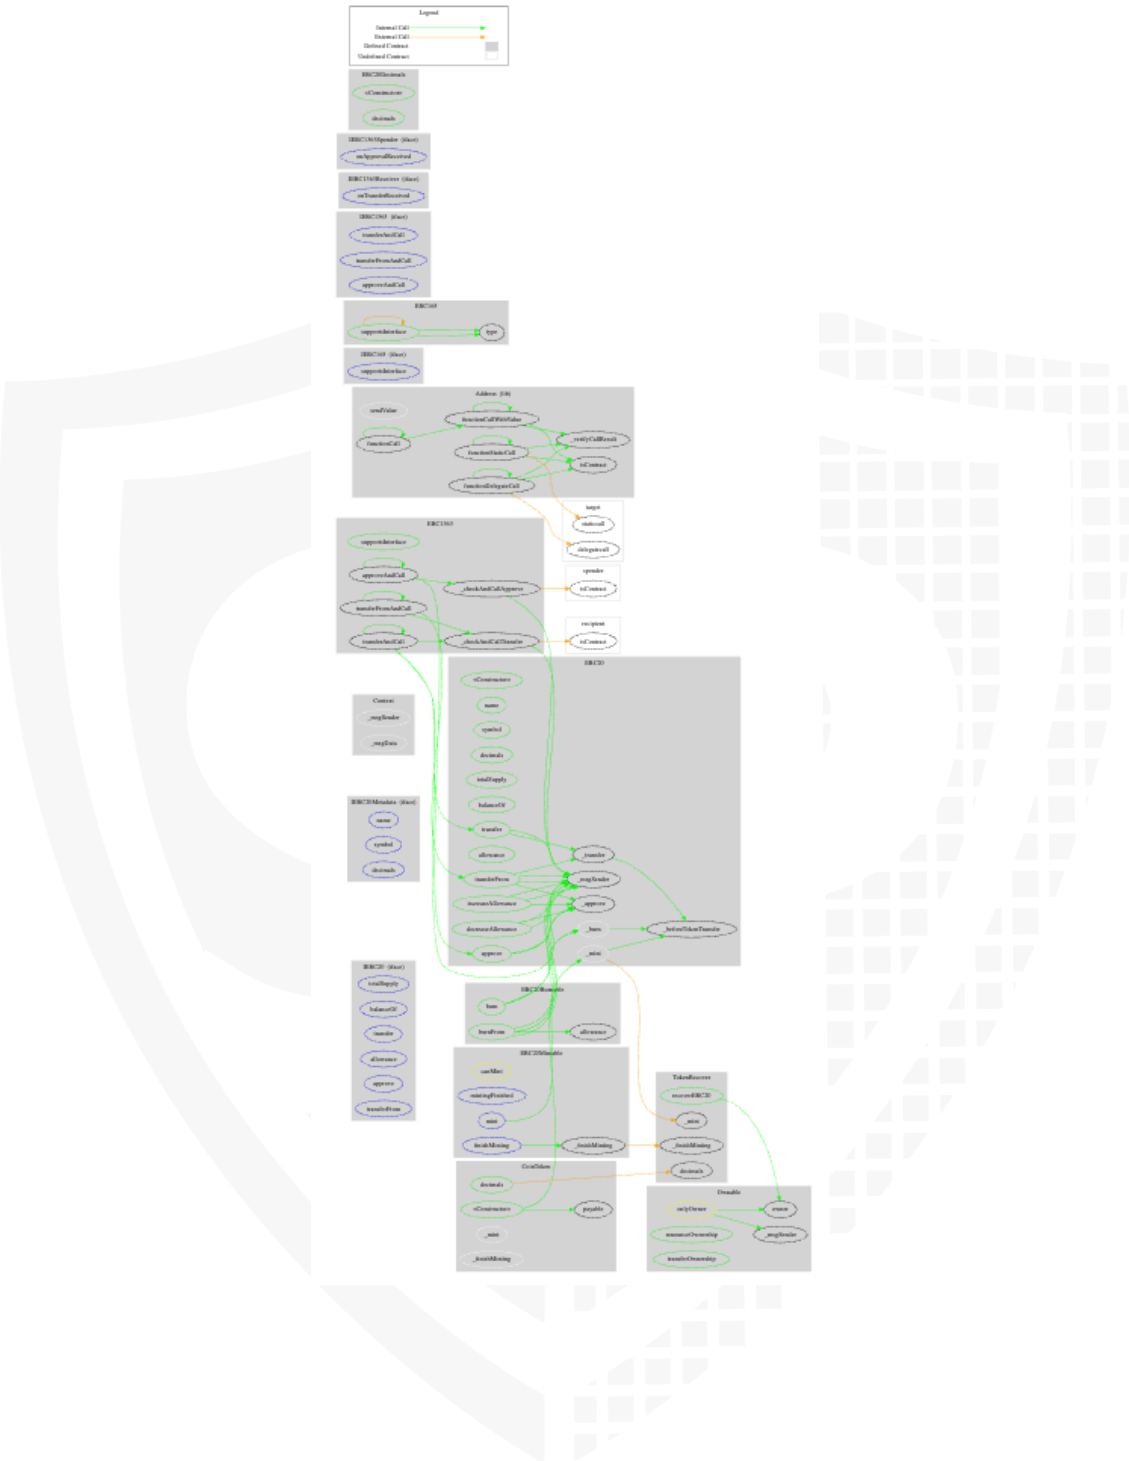 Legend
Internal Call
External Call
Defined Contract
Undefined Contract
ERC20Decimals
<Constructor>
decimals
IERC1363Spender (iface)
onApprovalReceived
IERC1363Receiver (iface)
onTransferReceived
IERC1363 (iface)
transferAndCall
transferFromAndCall
approveAndCall
ERC165
supportsInterface
type
IERC165 (iface)
supportsInterface
Address (lib)
sendValue
functionCall
functionCallWithValue
functionStaticCall
functionDelegateCall
_verifyCallResult
isContract
target
staticcall
delegatecall
ERC1363
supportsInterface
approveAndCall
transferFromAndCall
transferAndCall
_checkAndCallApprove
_checkAndCallTransfer
spender
isContract
recipient
isContract
ERC20
<Constructor>
name
symbol
decimals
totalSupply
balanceOf
transfer
allowance
transferFrom
increaseAllowance
decreaseAllowance
approve
_transfer
_msgSender
_approve
_burn
_mint
_beforeTokenTransfer
Context
_msgSender
_msgData
IERC20Metadata (iface)
name
symbol
decimals
IERC20 (iface)
totalSupply
balanceOf
transfer
allowance
approve
transferFrom
ERC20Burnable
burn
burnFrom
allowance
ERC20Mintable
canMint
mintingFinished
mint
finishMinting
_finishMinting
TokenRecover
recoverERC20
_mint
_finishMinting
decimals
CoinToken
decimals
<Constructor>
_mint
_finishMinting
payable
Ownable
onlyOwner
renounceOwnership
transferOwnership
owner
_msgSender